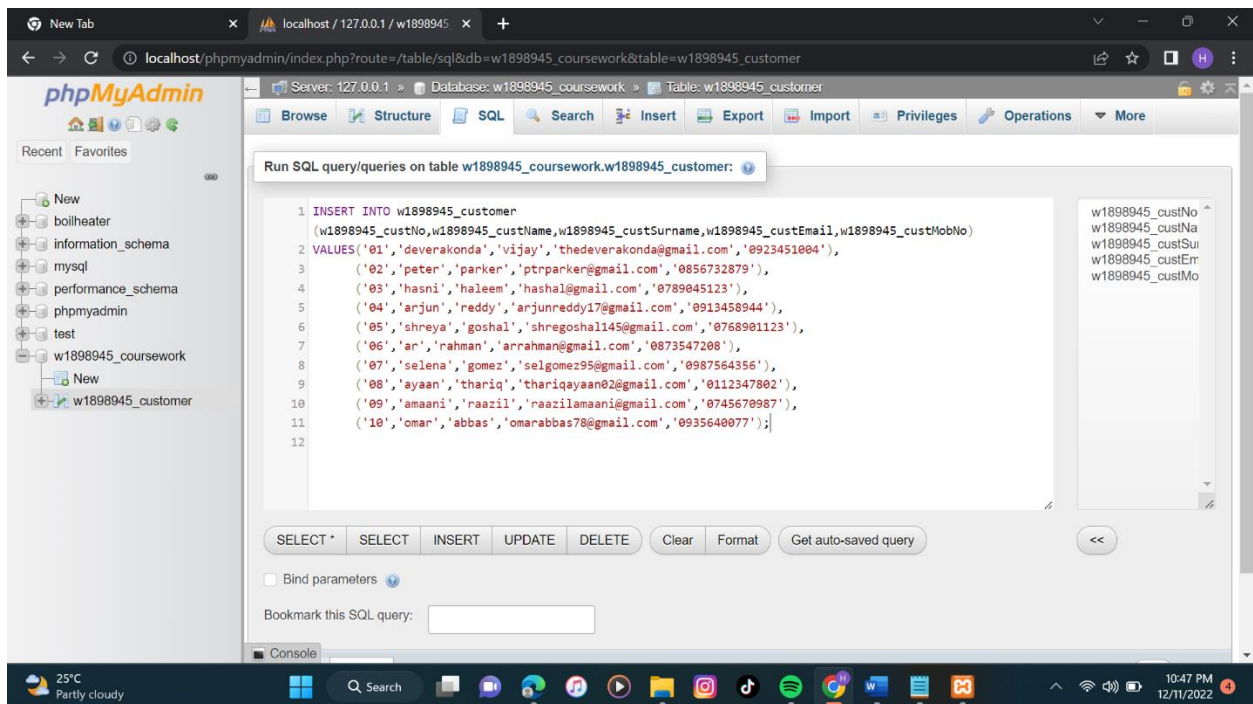 New Tab
localhost / 127.0.0.1 / w1898945_
localhost/phpmyadmin/index.php?route=/table/sql&db=w1898945_coursework&table=w1898945_customer
H
phpMyAdmin
Recent Favorites
New
boilheater
information_schema
mysql
performance_schema
phpmyadmin
test
w1898945_coursework
New
w1898945_customer
Server: 127.0.0.1 » Database: w1898945_coursework » Table: w1898945_customer
Browse Structure SQL Search Insert Export Import Privileges Operations More
Run SQL query/queries on table w1898945_coursework.w1898945_customer:
1 INSERT INTO w1898945_customer
(w1898945_custNo,w1898945_custName,w1898945_custSurname,w1898945_custEmail,w1898945_custMobNo)
2 VALUES('01','deverakonda','vijay','thedeverakonda@gmail.com','0923451004'),
3 ('02','peter','parker','ptrparker@gmail.com','0856732879'),
4 ('03','hasni','haleem','hashal@gmail.com','0789045123'),
5 ('04','arjun','reddy','arjunreddy17@gmail.com','0913458944'),
6 ('05','shreya','goshal','shregoshal145@gmail.com','0768901123'),
7 ('06','ar','rahman','arrahman@gmail.com','0873547208'),
8 ('07','selena','gomez','selgomez95@gmail.com','0987564356'),
9 ('08','ayaan','thariq','thariqayaan02@gmail.com','0112347802'),
10 ('09','amaani','raazil','raazilamaani@gmail.com','0745670987'),
11 ('10','omar','abbas','omarabbas78@gmail.com','0935640077');
12
w1898945_custNo
w1898945_custNa
w1898945_custSu
w1898945_custEm
w1898945_custMo
SELECT * SELECT INSERT UPDATE DELETE Clear Format Get auto-saved query <<
Bind parameters
Bookmark this SQL query:
Console
25°C
Partly cloudy
Search
10:47 PM
12/11/2022
4